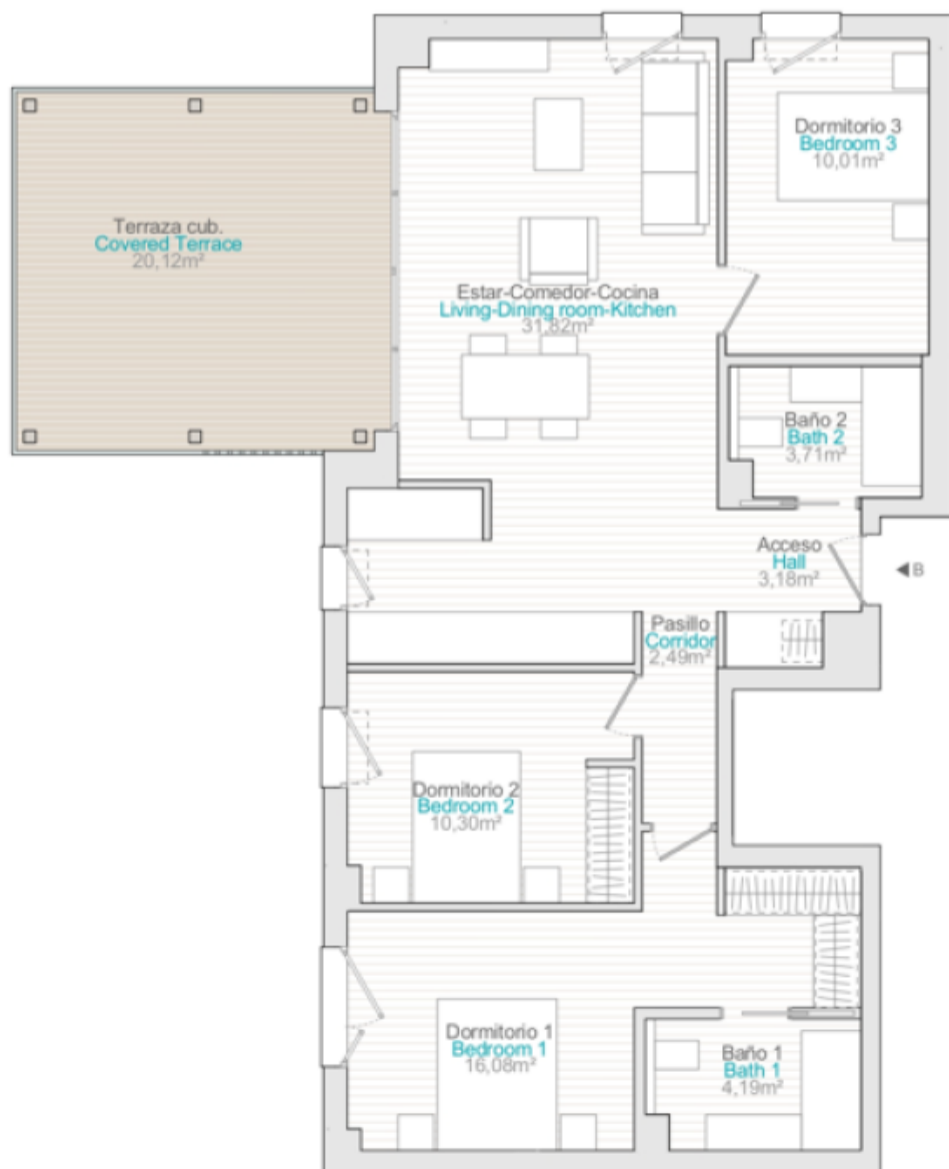 Dormitorio 3
Bedroom 3
10,01m²
Terraza cub.
Covered Terrace
20,12m²
Estar-Comedor-Cocina
Living-Dining room-Kitchen
31,82m²
Baño 2
Bath 2
3,71m²
Acceso
Hall
3,18m²
B
Pasillo
Corridor
2,49m²
Dormitorio 2
Bedroom 2
10,30m²
Dormitorio 1
Bedroom 1
16,08m²
Baño 1
Bath 1
4,19m²